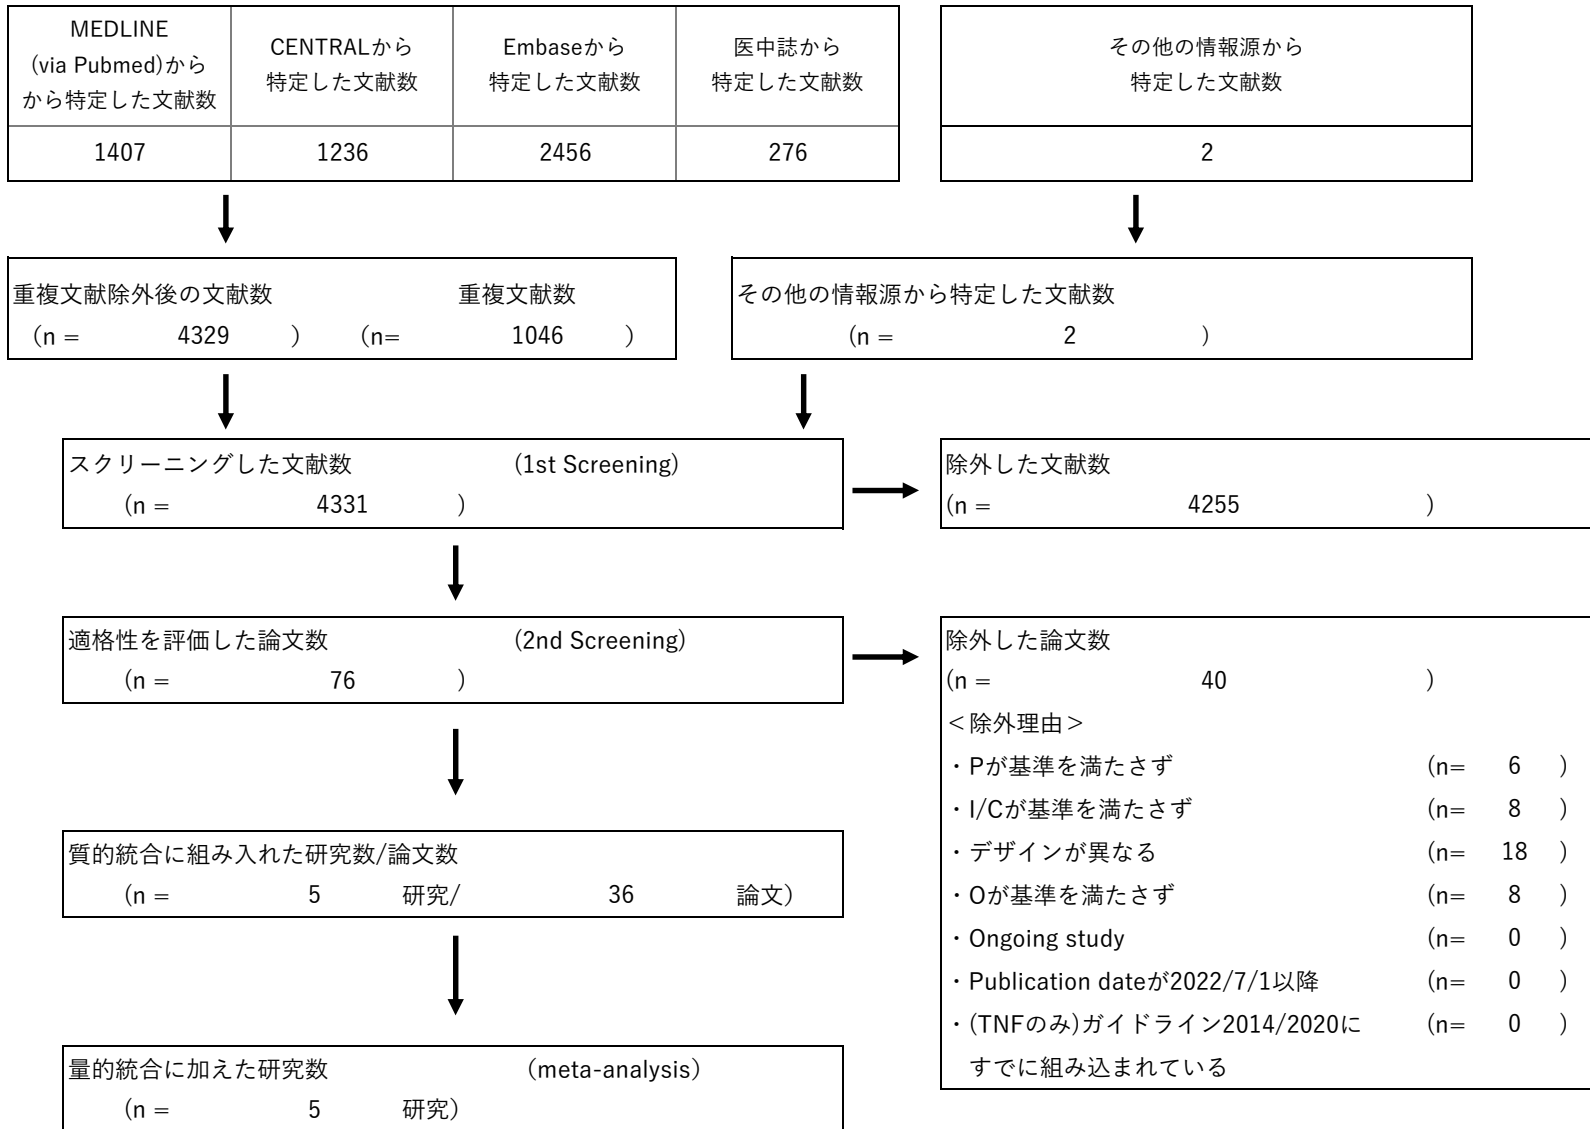 MEDLINE
(via Pubmed)から
から特定した文献数
CENTRALから
特定した文献数
Embaseから
特定した文献数
医中誌から
特定した文献数
その他の情報源から
特定した文献数
1407 1236 2456 276 2
重複文献除外後の文献数 重複文献数
(n = 4329 ) (n= 1046 )
その他の情報源から特定した文献数
(n = 2 )
スクリーニングした文献数 (1st Screening)
(n = 4331 )
除外した文献数
(n = 4255 )
適格性を評価した論文数 (2nd Screening)
(n = 76 )
除外した論文数
(n = 40 )
＜除外理由＞
・Pが基準を満たさず (n= 6 )
・I/Cが基準を満たさず (n= 8 )
・デザインが異なる (n= 18 )
・Oが基準を満たさず (n= 8 )
・Ongoing study (n= 0 )
・Publication dateが2022/7/1以降 (n= 0 )
・(TNFのみ)ガイドライン2014/2020に (n= 0 )
すでに組み込まれている
質的統合に組み入れた研究数/論文数
(n = 5 研究/ 36 論文)
量的統合に加えた研究数 (meta-analysis)
(n = 5 研究)